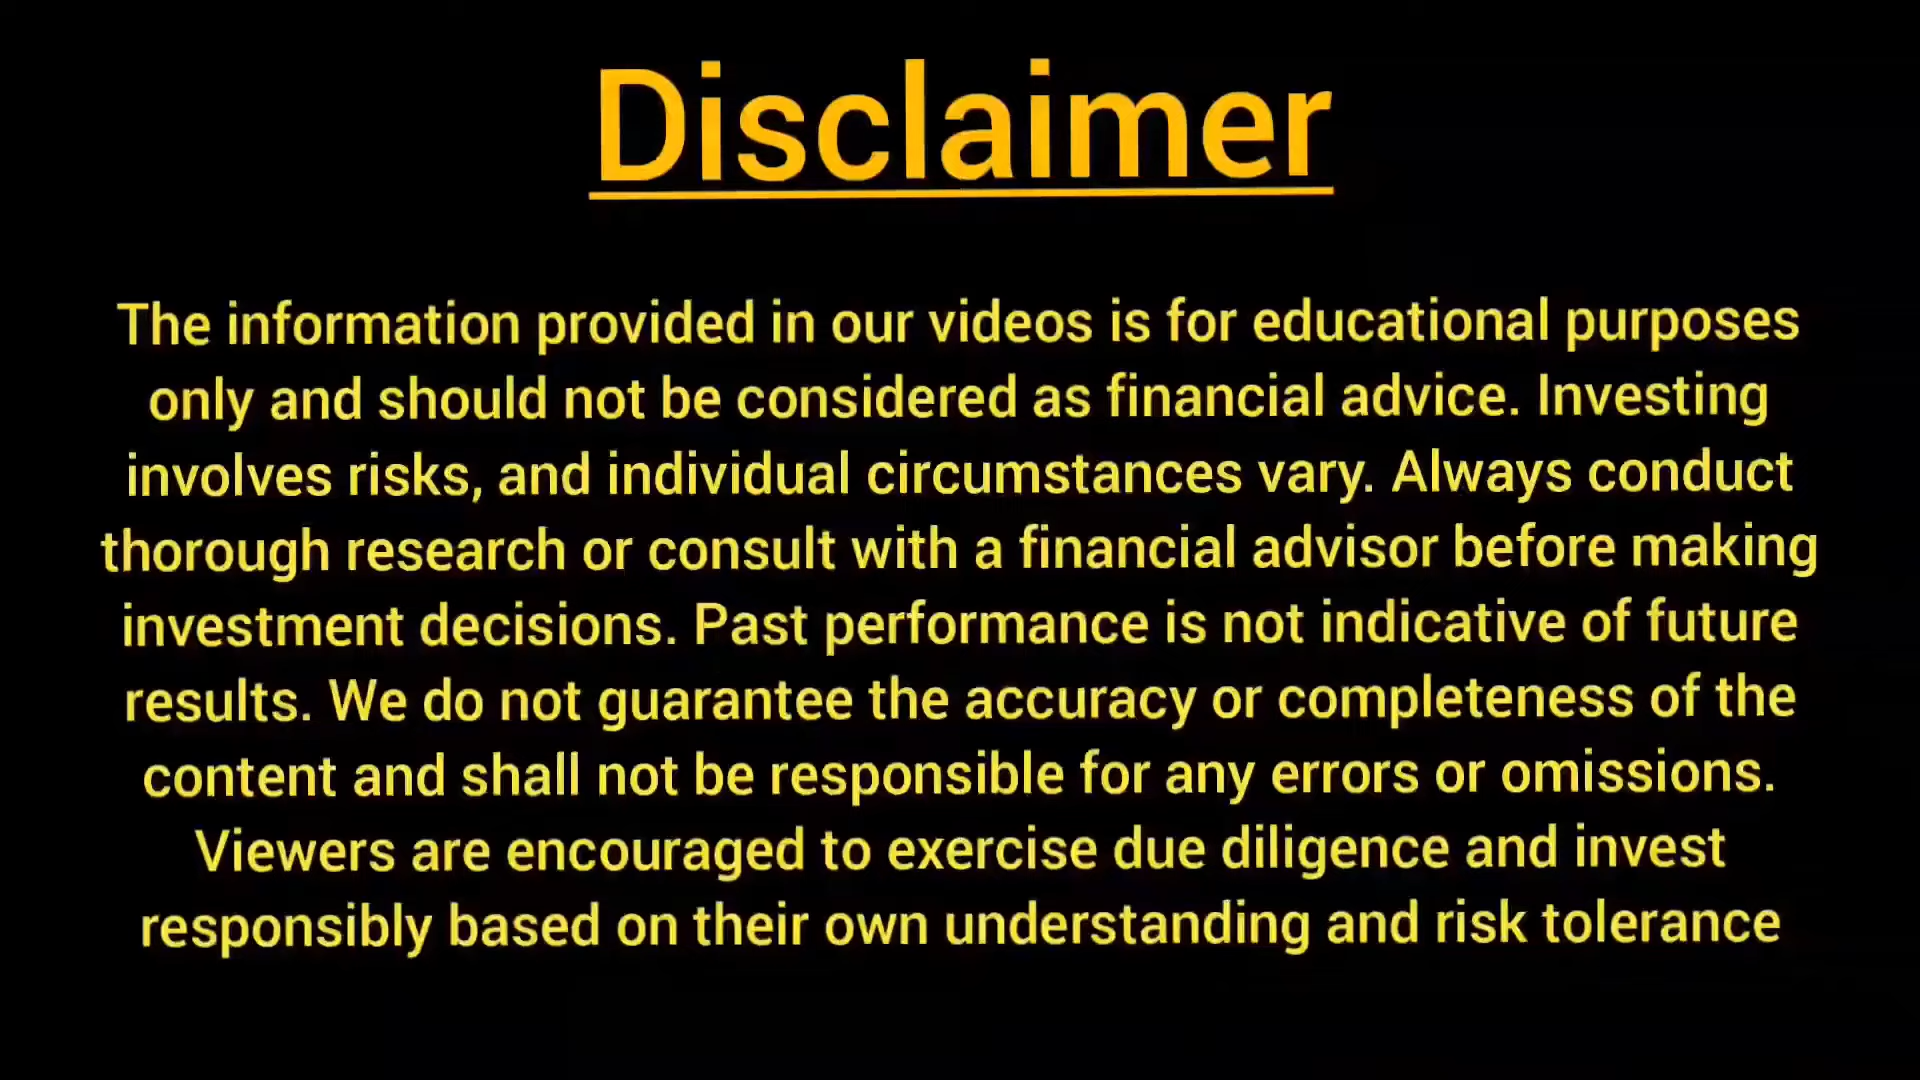 Disclaimer
The information provided in our videos is for educational purposes
only and should not be considered as financial advice. Investing
involves risks, and individual circumstances vary. Always conduct
thorough research or consult with a financial advisor before making
investment decisions. Past performance is not indicative of future
results. We do not guarantee the accuracy or completeness of the
content and shall not be responsible for any errors or omissions.
Viewers are encouraged to exercise due diligence and invest
responsibly based on their own understanding and risk tolerance